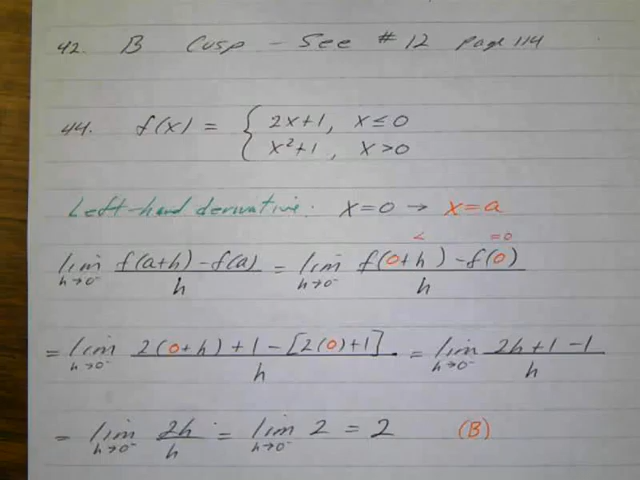 42. B Cusp - See #12 page 114
44. f(x) = { 2x+1, x≤0
x²+1, x>0
Left-hand derivative: x=0 → x=a
< =0
lim h→0⁻ f(a+h)-f(a) / h = lim h→0⁻ f(0+h)-f(0) / h
= lim h→0⁻ 2(0+h)+1-[2(0)+1] / h = lim h→0⁻ 2h+1-1 / h
= lim h→0⁻ 2h/h = lim h→0⁻ 2 = 2 (B)